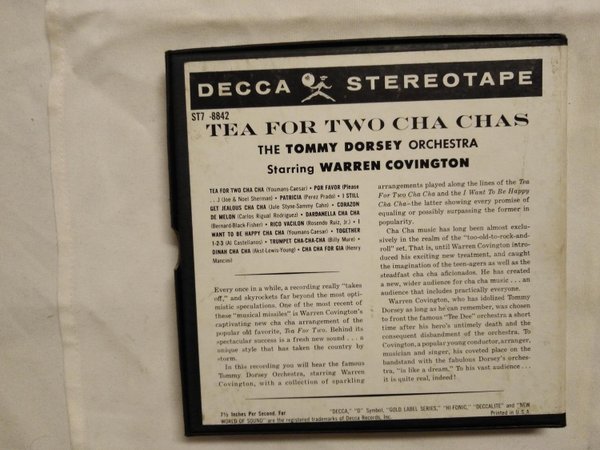 DECCA STEREOTAPE
ST7 -8842
TEA FOR TWO CHA CHAS
THE TOMMY DORSEY ORCHESTRA
Starring WARREN COVINGTON
TEA FOR TWO CHA CHA (Youmans-Caesar) • POR FAVOR (Please
. . .) (Joe & Noel Sherman) • PATRICIA (Perez Prado) • I STILL
GET JEALOUS CHA CHA (Jule Styne-Sammy Cahn) • CORAZON
DE MELON (Carlos Rigual Rodriguez) • DARDANELLA CHA CHA
(Bernard-Black-Fisher) • RICO VACILON (Rosendo Ruiz, Jr.) • I
WANT TO BE HAPPY CHA CHA (Youmans-Caesar) • TOGETHER
1-2-3 (Al Castellanos) • TRUMPET CHA-CHA-CHA (Billy Mure) •
DINAH CHA CHA (Akst-Lewis-Young) • CHA CHA FOR GIA (Henry
Mancini)
Every once in a while, a recording really "takes
off," and skyrockets far beyond the most opti-
mistic speculations. One of the most recent of
these "musical missiles" is Warren Covington's
captivating new cha cha arrangement of the
popular old favorite, Tea For Two. Behind its
spectacular success is a fresh new sound . . . a
unique style that has taken the country by
storm.
In this recording you will hear the famous
Tommy Dorsey Orchestra, starring Warren
Covington, with a collection of sparkling
arrangements played along the lines of the Tea
For Two Cha Cha and the I Want To Be Happy
Cha Cha—the latter showing every promise of
equaling or possibly surpassing the former in
popularity.
Cha Cha music has long been almost exclu-
sively in the realm of the "too-old-to-rock-and-
roll" set. That is, until Warren Covington intro-
duced his exciting new treatment, and caught
the imagination of the teen-agers as well as the
steadfast cha cha aficionados. He has created
a new, wider audience for cha cha music . . . an
audience that includes practically everyone.
Warren Covington, who has idolized Tommy
Dorsey as long as he can remember, was chosen
to front the famous "Tee Dee" orchestra a short
time after his hero's untimely death and the
consequent disbandment of the orchestra. To
Covington, a popular young conductor, arranger,
musician and singer, his coveted place on the
bandstand with the fabulous Dorsey's orches-
tra, "is like a dream." To his vast audience . . .
it is quite real, indeed!
7½ Inches Per Second. For "DECCA," "D" Symbol, "GOLD LABEL SERIES," "HI-FONIC," "DECCALITE" and "NEW
WORLD OF SOUND" are the registered trademarks of Decca Records, Inc. Printed in U.S.A.